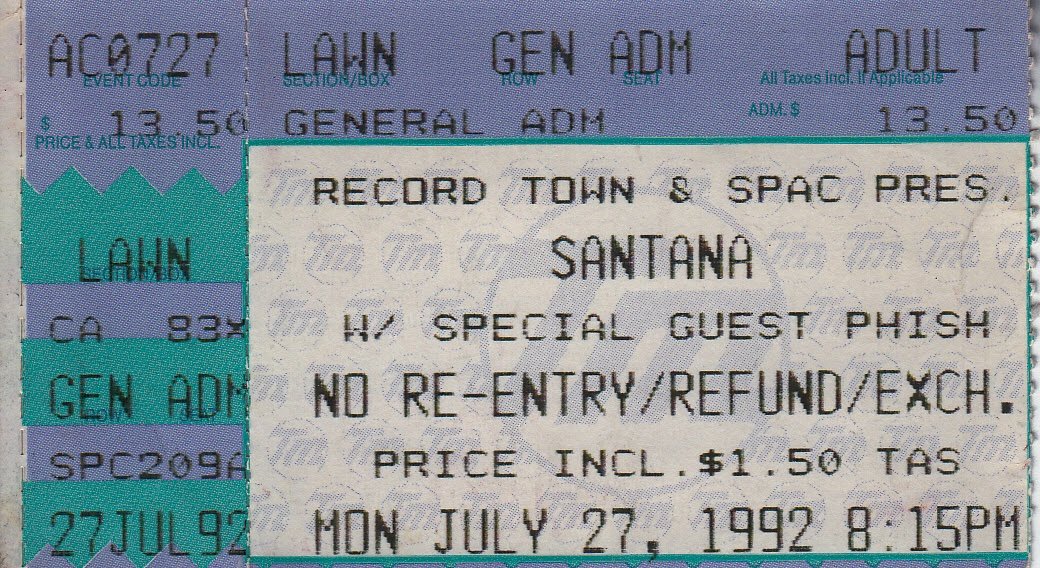 AC0727 LAWN GEN ADM ADULT
EVENT CODE SECTION/BOX ROW SEAT All Taxes Incl. If Applicable
$ 13.50 GENERAL ADM ADM. $ 13.50
PRICE & ALL TAXES INCL.
RECORD TOWN & SPAC PRES.
LAWN SANTANA
SECTION/BOX
CA 83X W/ SPECIAL GUEST PHISH
GEN ADM NO RE-ENTRY/REFUND/EXCH.
SPC209A PRICE INCL.$1.50 TAS
27JUL92 MON JULY 27, 1992 8:15PM